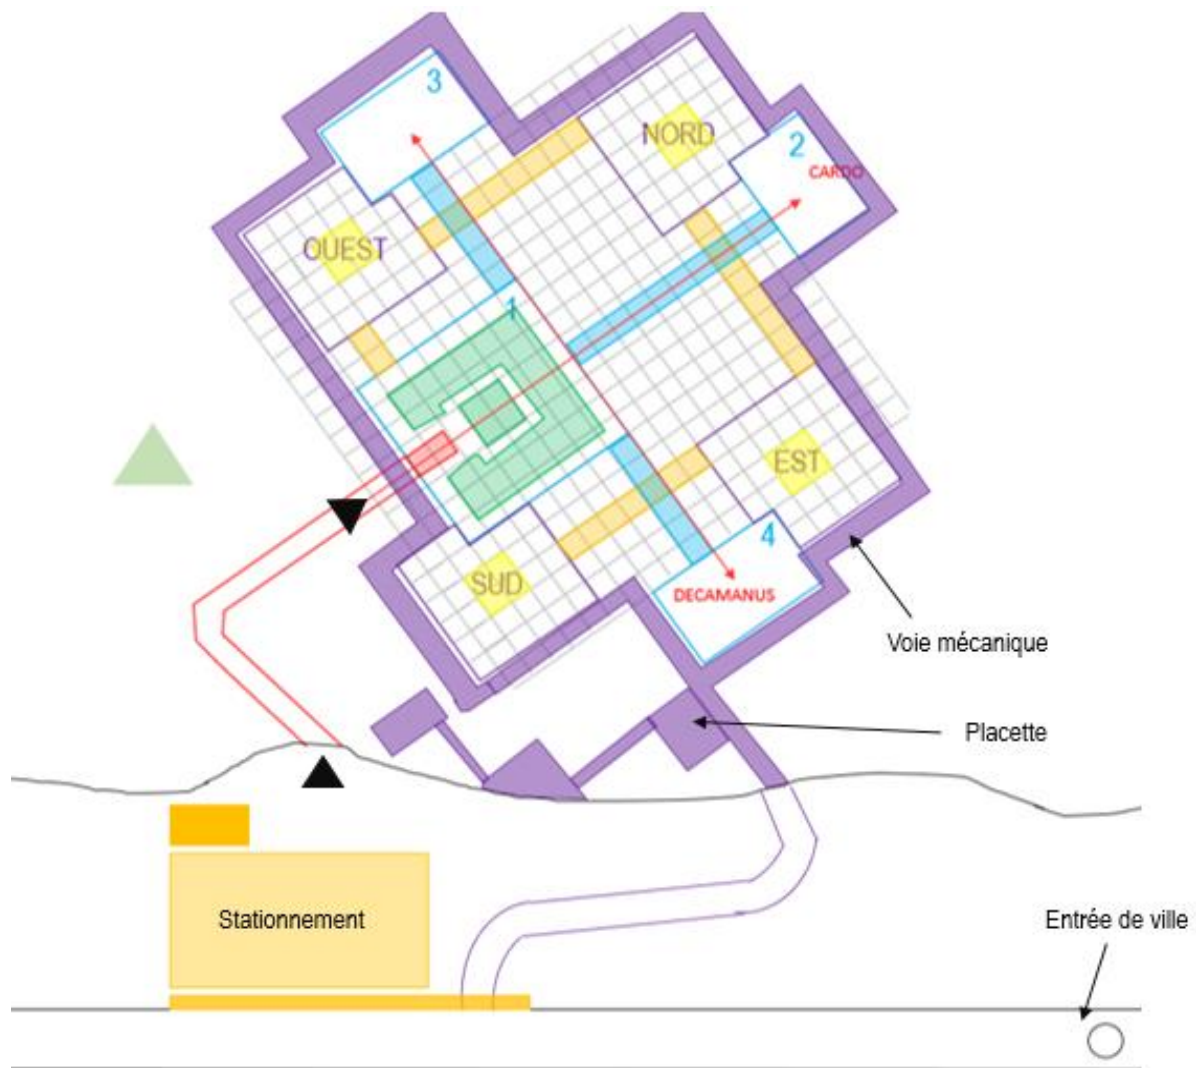 3
NORD
2
CARDO
OUEST
1
EST
4
SUD
DECAMANUS
Voie mécanique
Placette
Stationnement
Entrée de ville